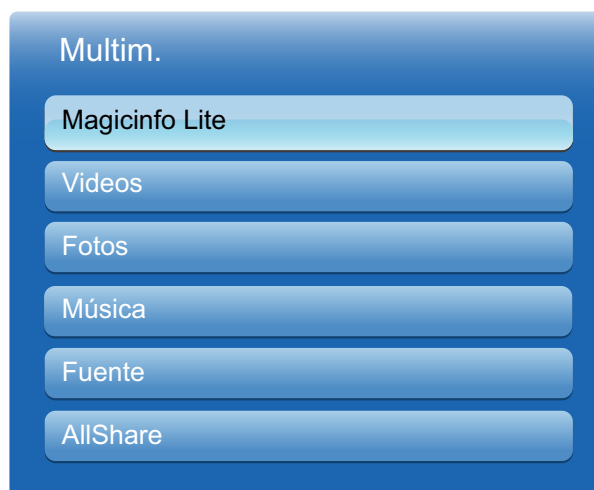 Multim.
Magicinfo Lite
Videos
Fotos
Música
Fuente
AllShare